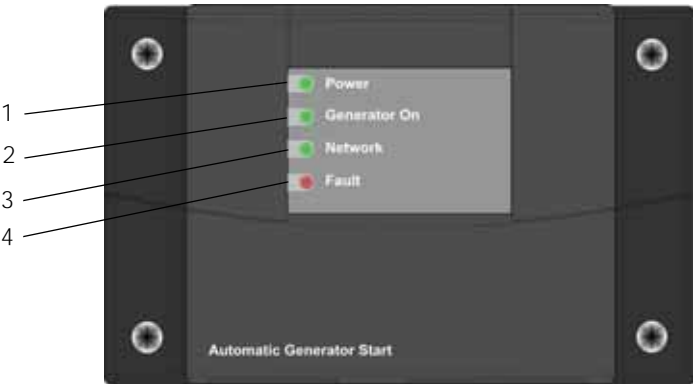 1
Power
2
Generator On
3
Network
4
Fault
Automatic Generator Start